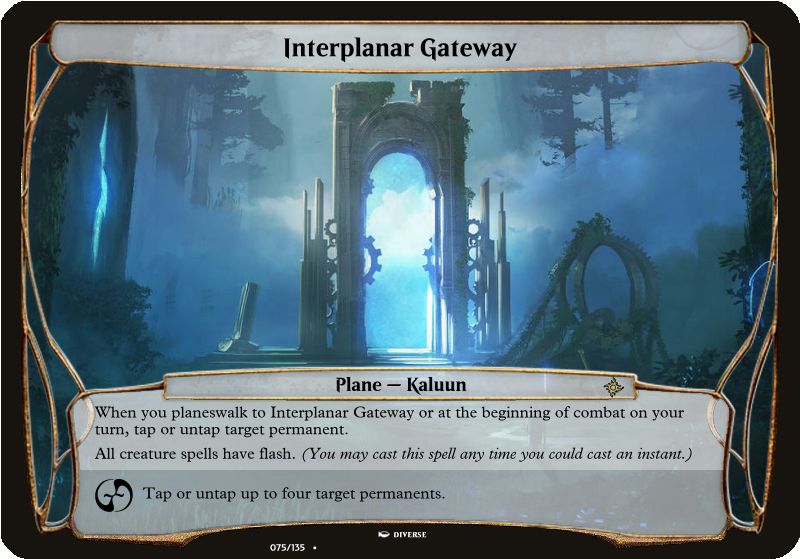 Interplanar Gateway
Plane — Kaluun
When you planeswalk to Interplanar Gateway or at the beginning of combat on your
turn, tap or untap target permanent.
All creature spells have flash. (You may cast this spell any time you could cast an instant.)
Tap or untap up to four target permanents.
DIVERSE
075/135 •